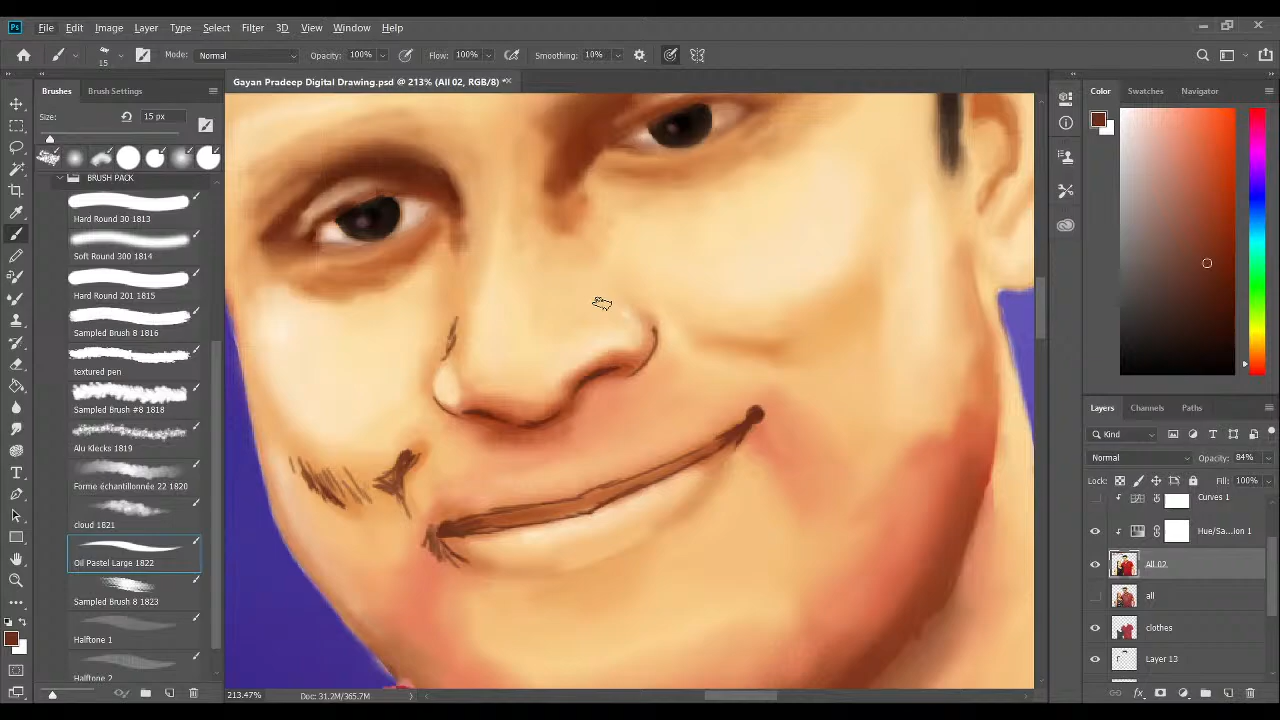 Ps File Edit Image Layer Type Select Filter 3D View Window Help
15 Mode: Normal Opacity: 100% Flow: 100% Smoothing: 10%
Gayan Pradeep Digital Drawing.psd @ 213% (All 02, RGB/8) *
Brushes Brush Settings
Size: 15 px
BRUSH PACK
Hard Round 30 1813
Soft Round 300 1814
Hard Round 201 1815
Sampled Brush 8 1816
textured pen
Sampled Brush #8 1818
Alu Klecks 1819
Forme échantillonnée 22 1820
cloud 1821
Oil Pastel Large 1822
Sampled Brush 8 1823
Halftone 1
Halftone 2
213.47% Doc: 31.2M/365.7M
Color Swatches Navigator
Layers Channels Paths
Kind
Normal Opacity: 84%
Lock: Fill: 100%
Curves 1
Hue/Sa...ion 1
All 02
all
clothes
Layer 13